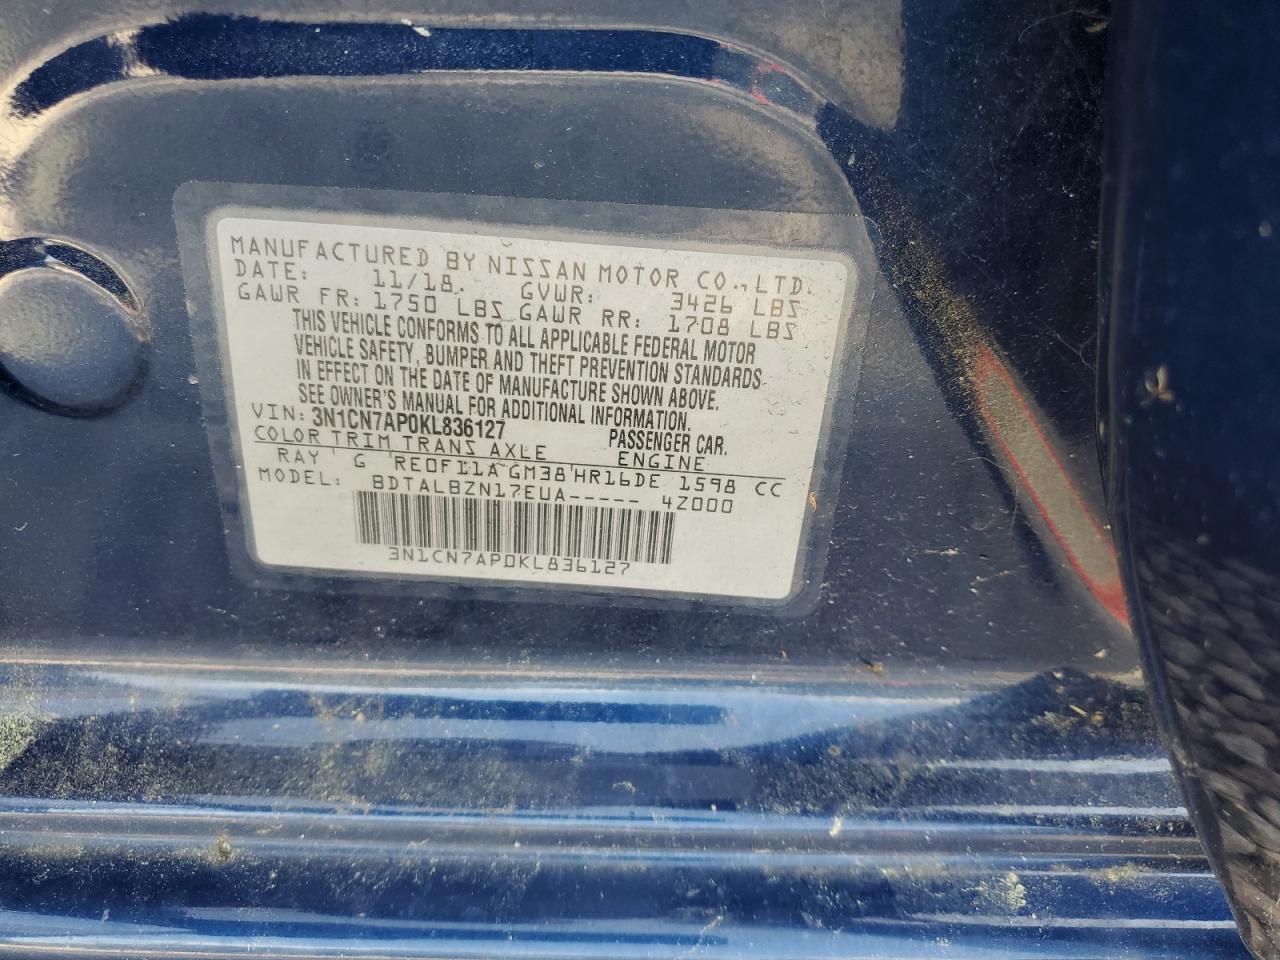 MANUFACTURED BY NISSAN MOTOR CO., LTD.
DATE: 11/18. GVWR: 3426 LBS
GAWR FR: 1750 LBS GAWR RR: 1708 LBS
THIS VEHICLE CONFORMS TO ALL APPLICABLE FEDERAL MOTOR
VEHICLE SAFETY, BUMPER AND THEFT PREVENTION STANDARDS
IN EFFECT ON THE DATE OF MANUFACTURE SHOWN ABOVE.
SEE OWNER'S MANUAL FOR ADDITIONAL INFORMATION.
VIN: 3N1CN7AP0KL836127 PASSENGER CAR.
COLOR TRIM TRANS AXLE ENGINE
RAY G RE0F11A GM38 HR16DE 1598 CC
MODEL: BDTALBZN17EUA----- 4Z000
3N1CN7AP0KL836127